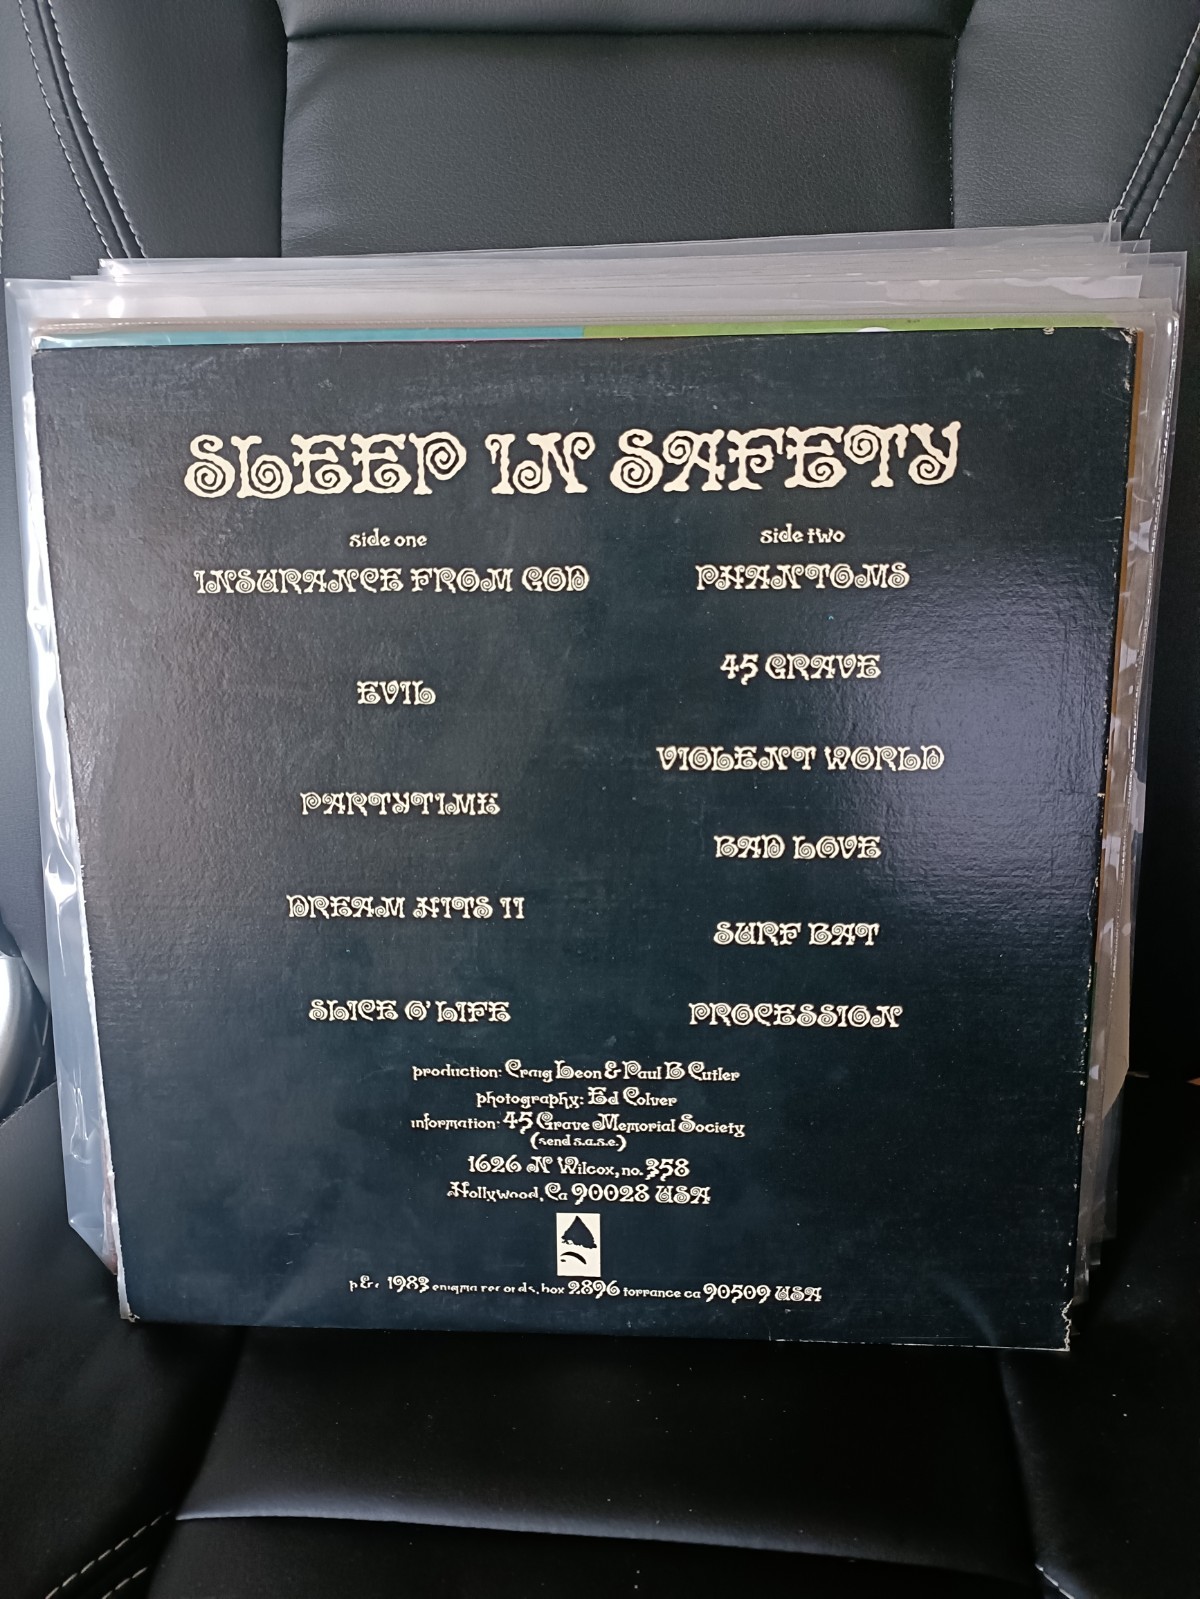 SLEEP IN SAFETY
side one
INSURANCE FROM GOD
EVIL
PARTYTIME
DREAM HITS II
SLICE O' LIFE
side two
PHANTOMS
45 GRAVE
VIOLENT WORLD
BAD LOVE
SURF BAT
PROCESSION
production: Craig Leon & Paul B Cutler
photography: Ed Colver
information: 45 Grave Memorial Society
(send s.a.s.e.)
1626 N Wilcox, no. 358
Hollywood, Ca 90028 USA
p&c 1983 enigma records, box 2896 torrance ca 90509 USA